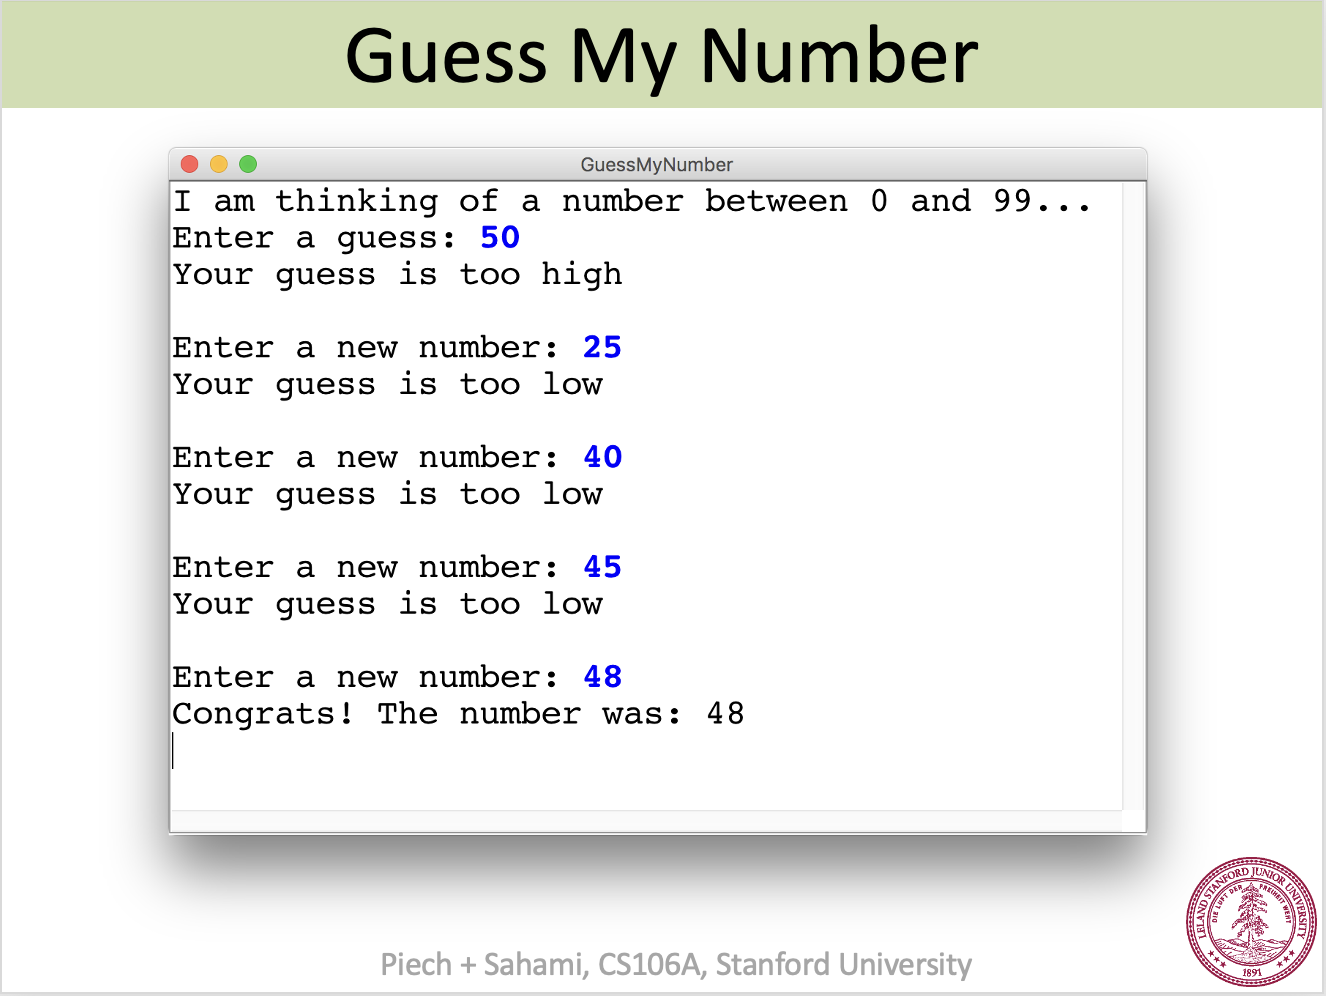 Guess My Number
GuessMyNumber
I am thinking of a number between 0 and 99...
Enter a guess: 50
Your guess is too high
Enter a new number: 25
Your guess is too low
Enter a new number: 40
Your guess is too low
Enter a new number: 45
Your guess is too low
Enter a new number: 48
Congrats! The number was: 48
Piech + Sahami, CS106A, Stanford University
LELAND STANFORD JUNIOR UNIVERSITY
DIE LUFT DER FREIHEIT WEHT
1891